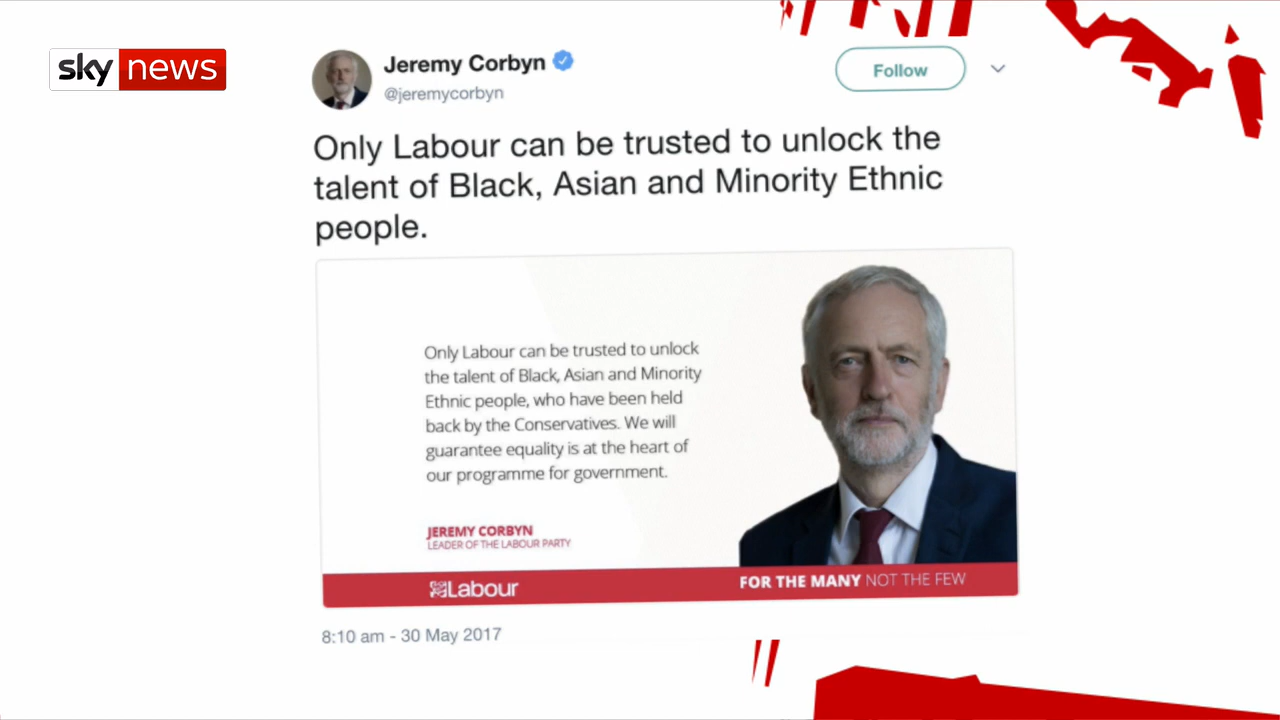 sky news
Jeremy Corbyn
@jeremycorbyn
Follow
Only Labour can be trusted to unlock the
talent of Black, Asian and Minority Ethnic
people.
Only Labour can be trusted to unlock
the talent of Black, Asian and Minority
Ethnic people, who have been held
back by the Conservatives. We will
guarantee equality is at the heart of
our programme for government.
JEREMY CORBYN
LEADER OF THE LABOUR PARTY
Labour
FOR THE MANY NOT THE FEW
8:10 am - 30 May 2017